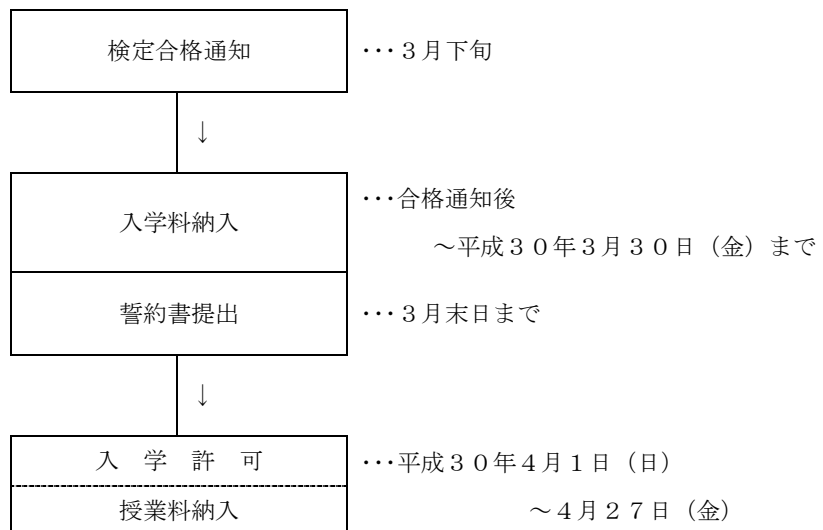 検定合格通知 ･･･３月下旬
↓
入学料納入 ･･･合格通知後
～平成３０年３月３０日（金）まで
誓約書提出 ･･･３月末日まで
↓
入　学　許　可 ･･･平成３０年４月１日（日）
授業料納入 ～４月２７日（金）